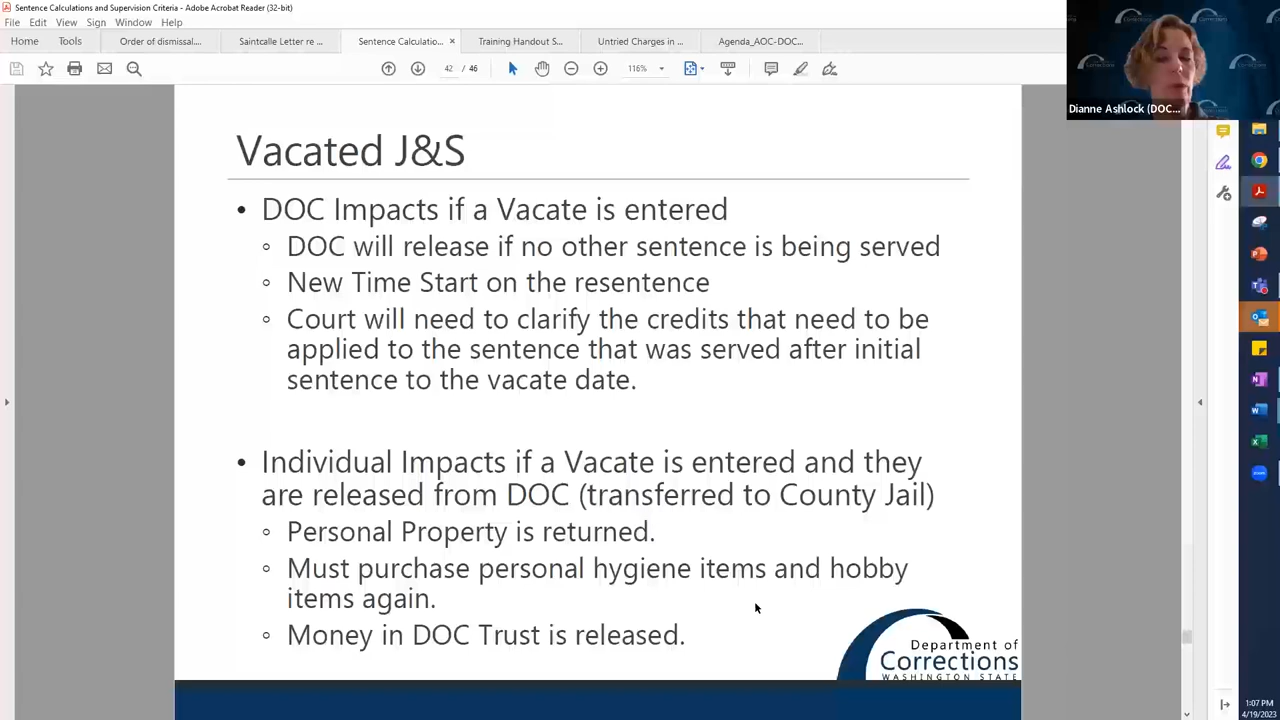 Sentence Calculations and Supervision Criteria - Adobe Acrobat Reader (32-bit)
File Edit View Sign Window Help
Home Tools Order of dismissal.... Saintcalle Letter re ... Sentence Calculatio... × Training Handout S... Untried Charges in ... Agenda_AOC-DOC...
42 / 46 116%
Dianne Ashlock (DOC...
Vacated J&S
• DOC Impacts if a Vacate is entered
◦ DOC will release if no other sentence is being served
◦ New Time Start on the resentence
◦ Court will need to clarify the credits that need to be
applied to the sentence that was served after initial
sentence to the vacate date.
• Individual Impacts if a Vacate is entered and they
are released from DOC (transferred to County Jail)
◦ Personal Property is returned.
◦ Must purchase personal hygiene items and hobby
items again.
◦ Money in DOC Trust is released.
Department of
Corrections
WASHINGTON STATE
1:07 PM
4/19/2023